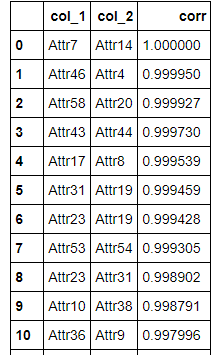 col_1 col_2 corr
0 Attr7 Attr14 1.000000
1 Attr46 Attr4 0.999950
2 Attr58 Attr20 0.999927
3 Attr43 Attr44 0.999730
4 Attr17 Attr8 0.999539
5 Attr31 Attr19 0.999459
6 Attr23 Attr19 0.999428
7 Attr53 Attr54 0.999305
8 Attr23 Attr31 0.998902
9 Attr10 Attr38 0.998791
10 Attr36 Attr9 0.997996